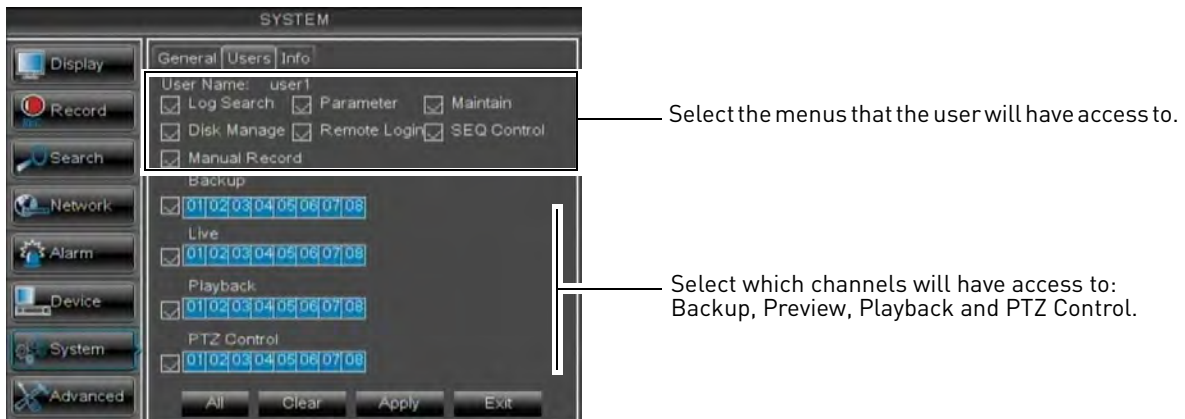 SYSTEM
Display
Record
REC
Search
Network
Alarm
Device
System
Advanced
General Users Info
User Name: user1
Log Search Parameter Maintain
Disk Manage Remote Login SEQ Control
Manual Record
Backup
01 02 03 04 05 06 07 08
Live
01 02 03 04 05 06 07 08
Playback
01 02 03 04 05 06 07 08
PTZ Control
01 02 03 04 05 06 07 08
All Clear Apply Exit
Select the menus that the user will have access to.
Select which channels will have access to:
Backup, Preview, Playback and PTZ Control.